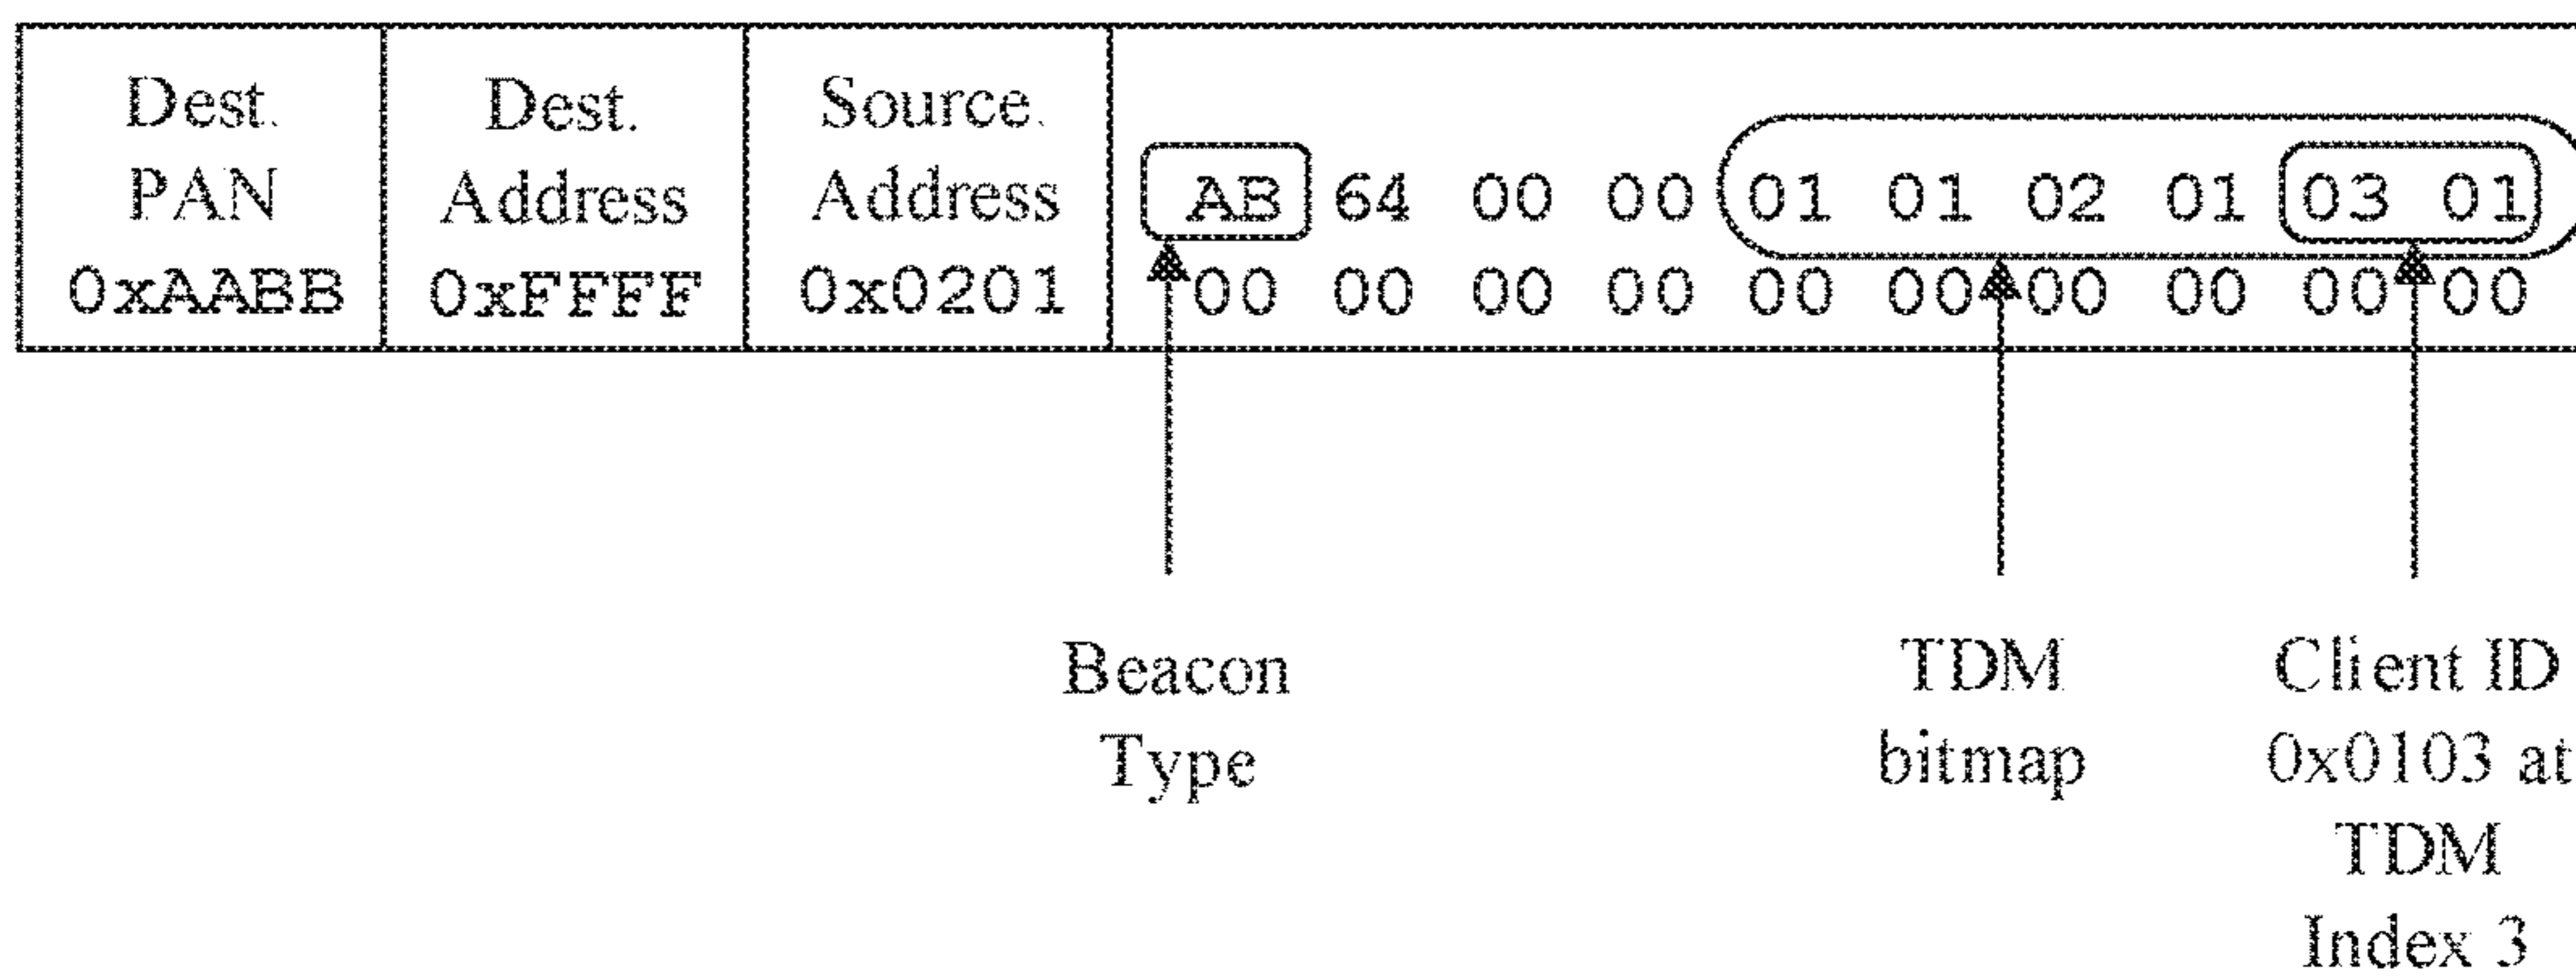 Dest.
PAN
0xAABB
Dest.
Address
0xFFFF
Source.
Address
0x0201
AB 64 00 00 01 01 02 01 03 01
00 00 00 00 00 00 00 00 00 00
Beacon
Type
TDM
bitmap
Client ID
0x0103 at
TDM
Index 3